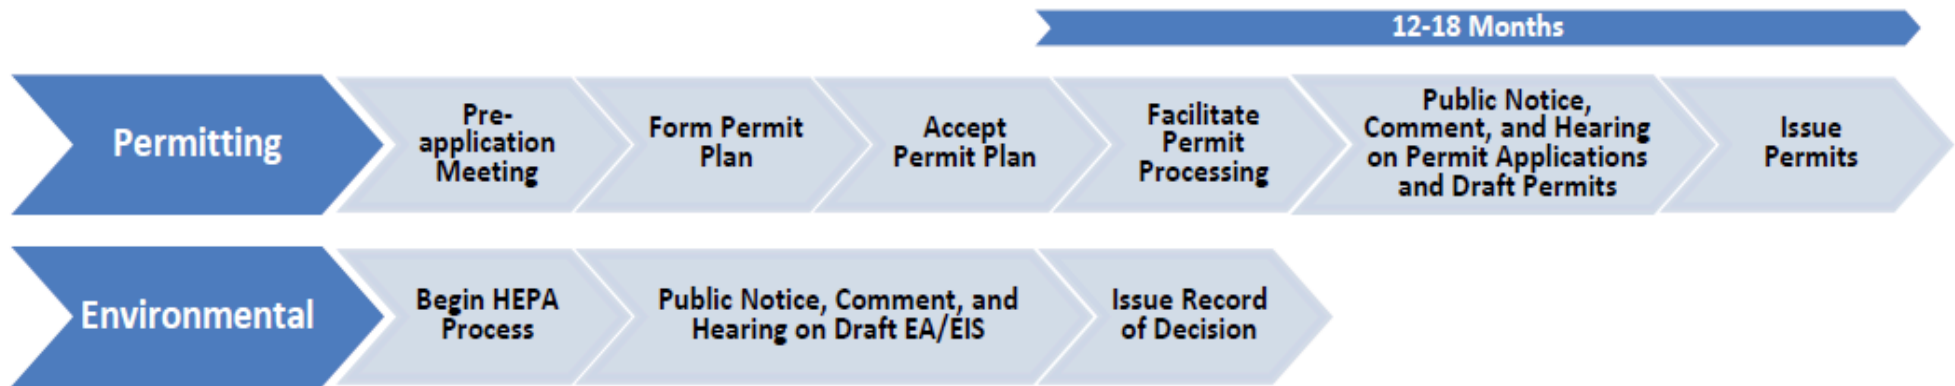 12-18 Months
Permitting
Pre-
application
Meeting
Form Permit
Plan
Accept
Permit Plan
Facilitate
Permit
Processing
Public Notice,
Comment, and Hearing
on Permit Applications
and Draft Permits
Issue
Permits
Environmental
Begin HEPA
Process
Public Notice, Comment, and
Hearing on Draft EA/EIS
Issue Record
of Decision